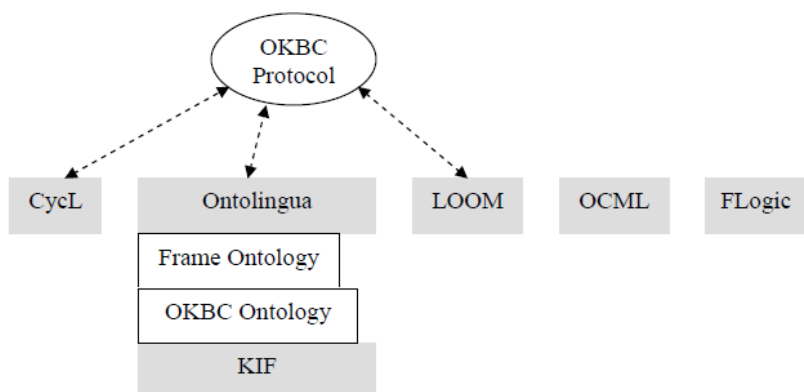 OKBC
Protocol
CycL
Ontolingua
LOOM
OCML
FLogic
Frame Ontology
OKBC Ontology
KIF